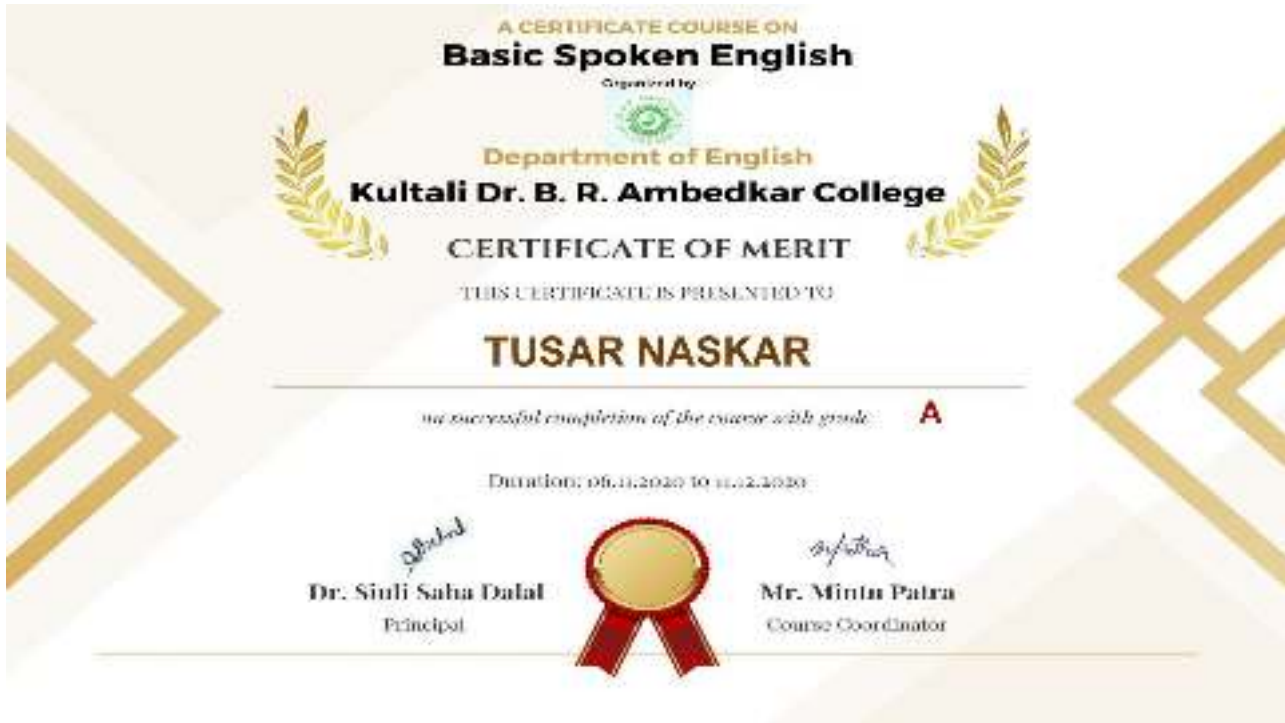 A CERTIFICATE COURSE ON
Basic Spoken English
Organized by
Department of English
Kultali Dr. B. R. Ambedkar College
CERTIFICATE OF MERIT
THIS CERTIFICATE IS PRESENTED TO
TUSAR NASKAR
on successful completion of the course with grade A
Duration: 06.11.2020 to 11.12.2020
Dr. Siuli Saha Dalal
Mr. Mintu Patra
Principal
Course Coordinator